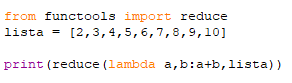 from functools import reduce
lista = [2,3,4,5,6,7,8,9,10]
print(reduce(lambda a,b:a+b,lista))